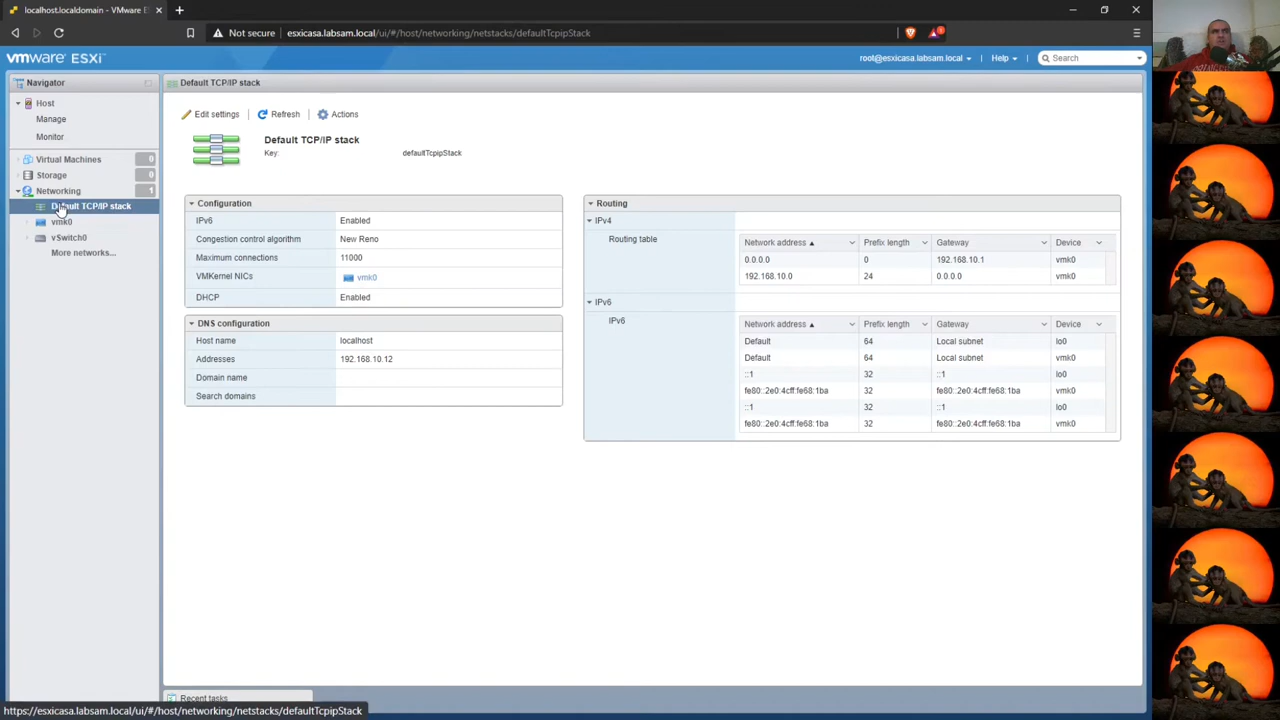 localhost.localdomain - VMware E
Not secure
esxicasa.labsam.local/ui/#/host/networking/netstacks/defaultTcpipStack
vmware ESXi
root@esxicasa.labsam.local
Help
Search
Navigator
Host
Manage
Monitor
Virtual Machines 0
Storage 0
Networking 1
Default TCP/IP stack
vmk0
vSwitch0
More networks...
Default TCP/IP stack
Edit settings
Refresh
Actions
Default TCP/IP stack
Key: defaultTcpipStack
Configuration
IPv6 Enabled
Congestion control algorithm New Reno
Maximum connections 11000
VMKernel NICs vmk0
DHCP Enabled
DNS configuration
Host name localhost
Addresses 192.168.10.12
Domain name
Search domains
Routing
IPv4
Routing table
Network address Prefix length Gateway Device
0.0.0.0 0 192.168.10.1 vmk0
192.168.10.0 24 0.0.0.0 vmk0
IPv6
IPv6
Network address Prefix length Gateway Device
Default 64 Local subnet lo0
Default 64 Local subnet vmk0
::1 32 ::1 lo0
fe80::2e0:4cff:fe68:1ba 32 fe80::2e0:4cff:fe68:1ba vmk0
::1 32 ::1 lo0
fe80::2e0:4cff:fe68:1ba 32 fe80::2e0:4cff:fe68:1ba vmk0
Recent tasks
https://esxicasa.labsam.local/ui/#/host/networking/netstacks/defaultTcpipStack